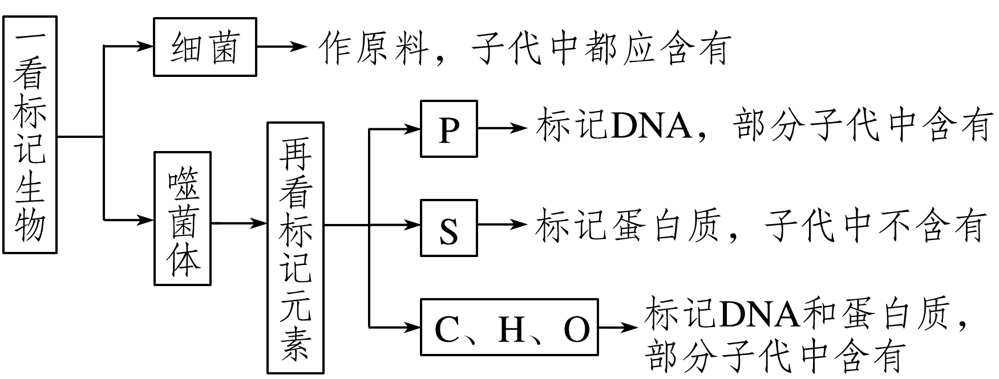 一看标记生物
细菌
作原料，子代中都应含有
噬菌体
再看标记元素
P
标记DNA，部分子代中含有
S
标记蛋白质，子代中不含有
C、H、O
标记DNA和蛋白质，
部分子代中含有